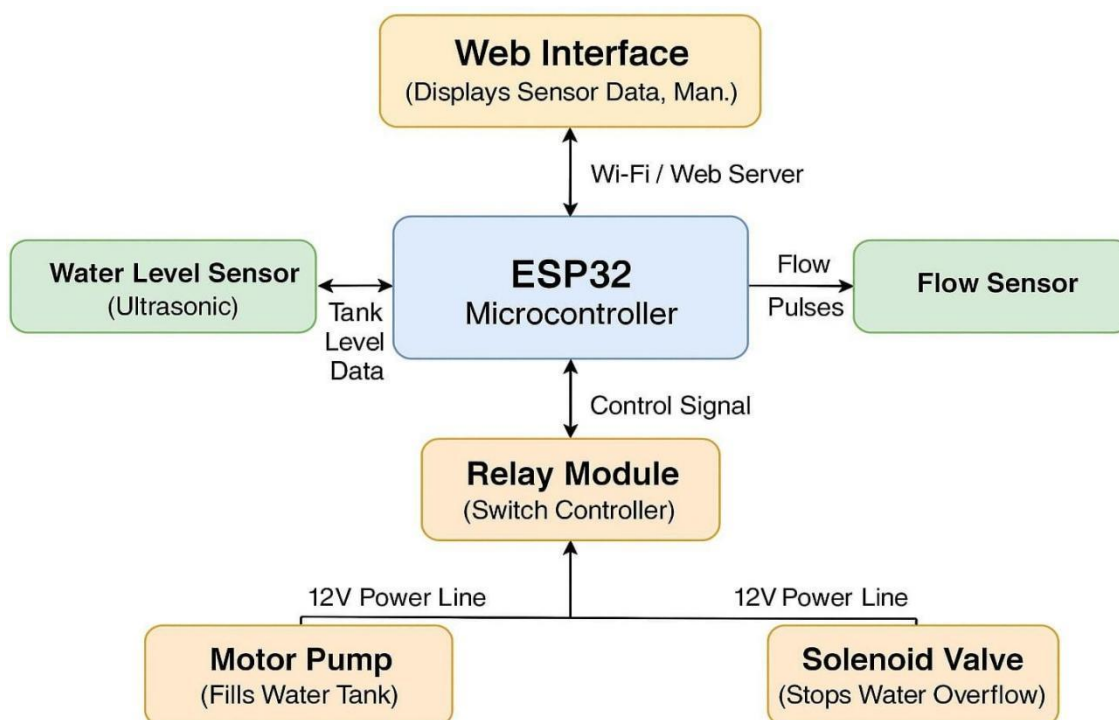 Web Interface
(Displays Sensor Data, Man.)
Wi-Fi / Web Server
Water Level Sensor
(Ultrasonic)
Tank
Level
Data
ESP32
Microcontroller
Flow
Pulses
Flow Sensor
Control Signal
Relay Module
(Switch Controller)
12V Power Line
12V Power Line
Motor Pump
(Fills Water Tank)
Solenoid Valve
(Stops Water Overflow)